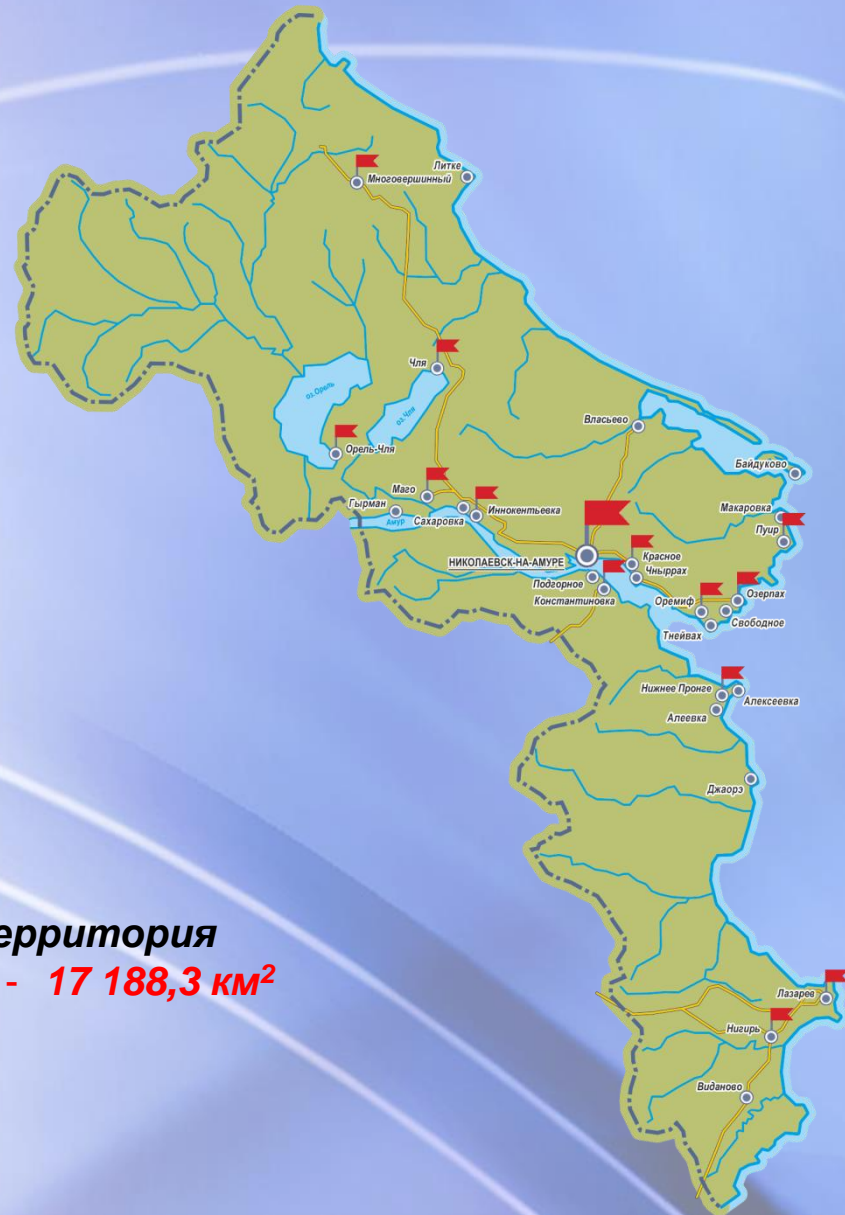 Литке
Многовершинный
Чля
оз.Орель
оз.Чля
Власьево
Орель-Чля
Байдуково
Маго
Гырман
Макаровка
Иннокентьевка
Сахаровка
Амур
Пуир
Красное
НИКОЛАЕВСК-НА-АМУРЕ
Чныррах
Подгорное
Константиновка
Озерпах
Оремиф
Свободное
Тнейвах
Нижнее Пронге
Алексеевка
Алеевка
Джаорэ
ерритория
- 17 188,3 км²
Лазарев
Нигирь
Виданово